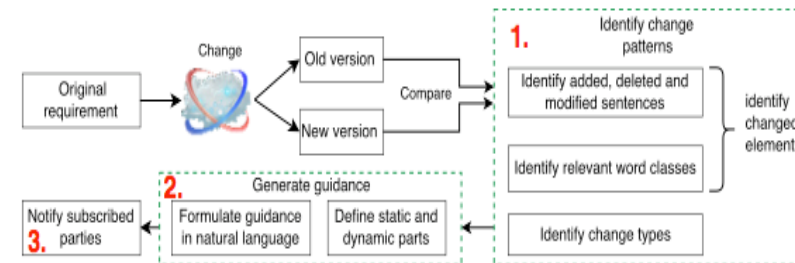 Original
requirement
Change
Old version
New version
Compare
1.
Identify change
patterns
Identify added, deleted and
modified sentences
Identify relevant word classes
identify
changed
element
Identify change types
2.
Generate guidance
Define static and
dynamic parts
Formulate guidance
in natural language
Notify subscribed
3. parties